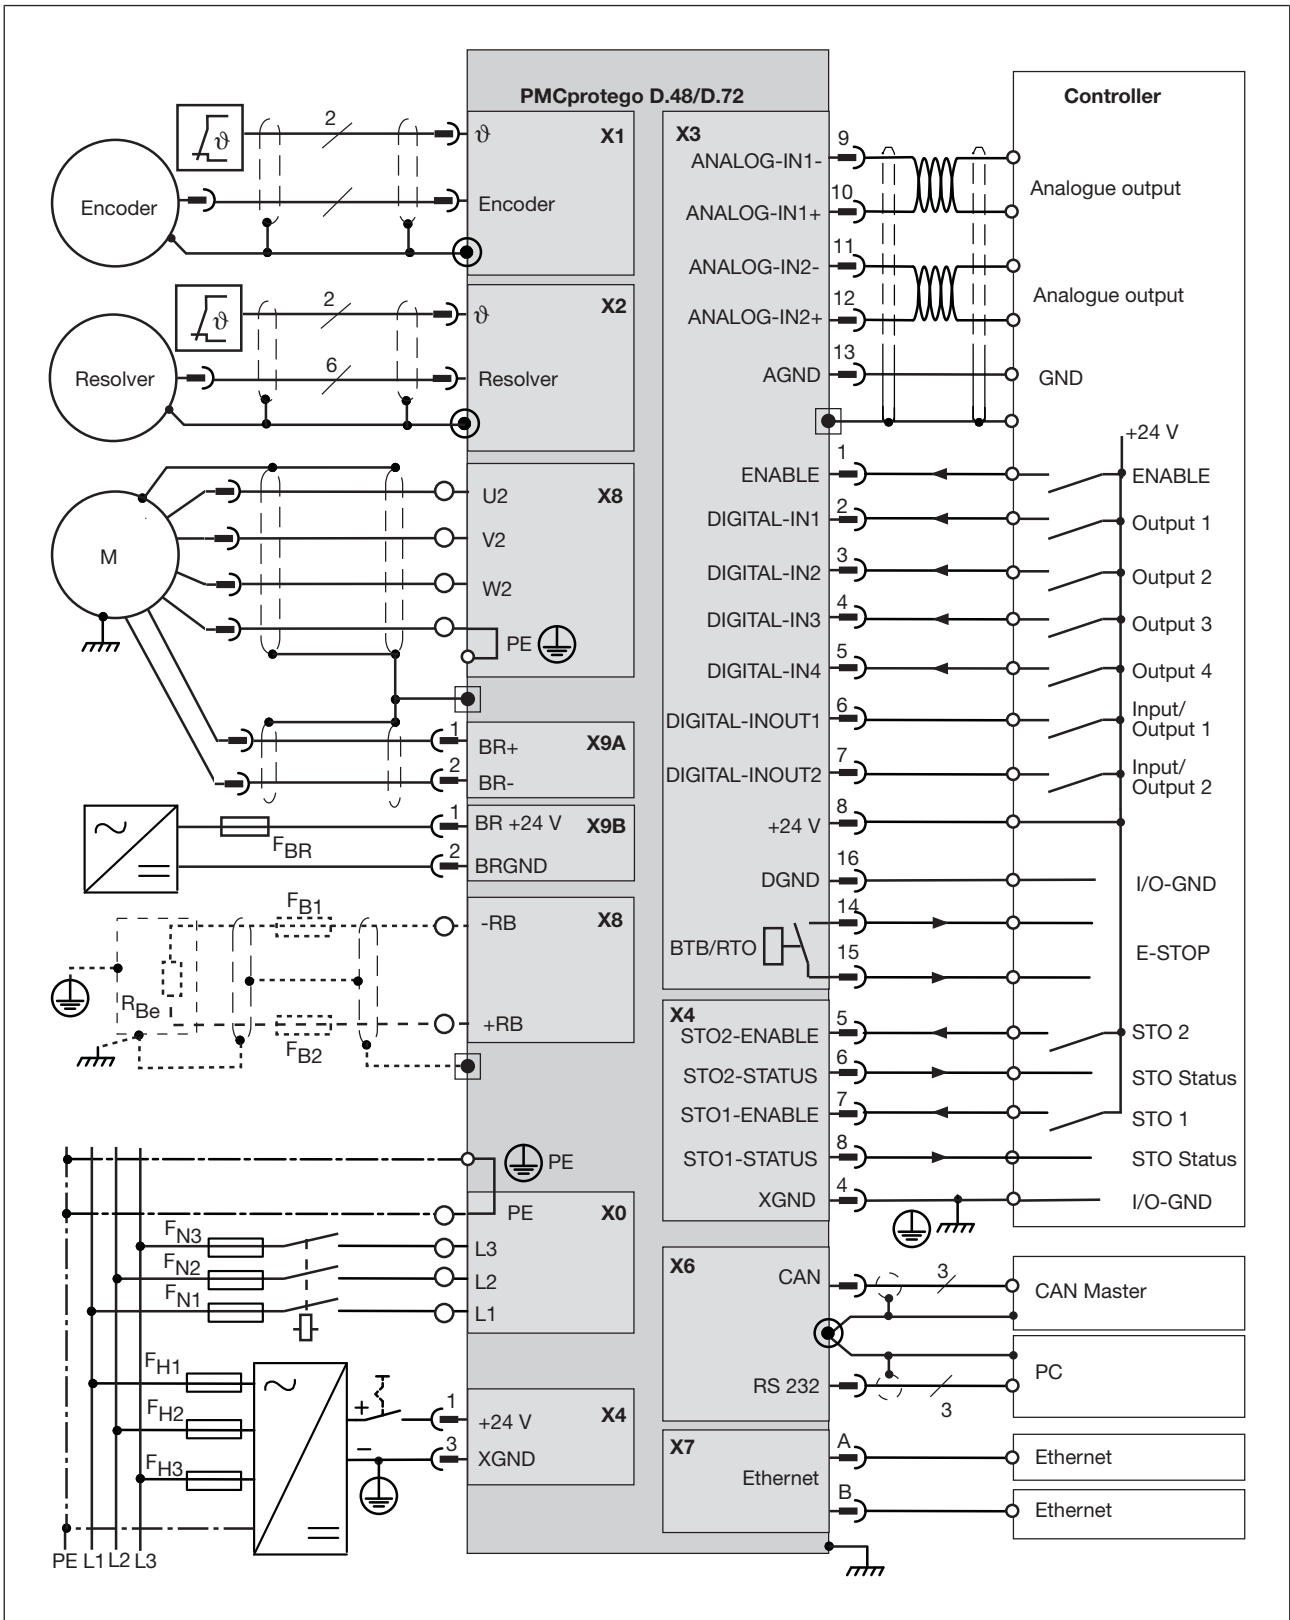 PMCprotego D.48/D.72
Controller
2
ϑ
ϑ
X1
Encoder
Encoder
2
ϑ
ϑ
X2
Resolver
6
Resolver
M
U2
X8
V2
W2
PE
1
BR+
X9A
2
BR-
1
BR +24 V
X9B
FBR
2
BRGND
FB1
-RB
X8
RBe
FB2
+RB
PE
PE
X0
FN3
L3
FN2
L2
FN1
L1
FH1
FH2
FH3
+
1
+24 V
X4
–
3
XGND
PE L1 L2 L3
X3
ANALOG-IN1-
9
ANALOG-IN1+
10
Analogue output
ANALOG-IN2-
11
ANALOG-IN2+
12
Analogue output
AGND
13
GND
+24 V
ENABLE
1
ENABLE
DIGITAL-IN1
2
Output 1
DIGITAL-IN2
3
Output 2
DIGITAL-IN3
4
Output 3
DIGITAL-IN4
5
Output 4
DIGITAL-INOUT1
6
Input/
Output 1
DIGITAL-INOUT2
7
Input/
Output 2
+24 V
8
DGND
16
I/O-GND
14
BTB/RTO
15
E-STOP
X4
STO2-ENABLE
5
STO 2
STO2-STATUS
6
STO Status
STO1-ENABLE
7
STO 1
STO1-STATUS
8
STO Status
XGND
4
I/O-GND
X6
CAN
3
CAN Master
RS 232
3
PC
X7
Ethernet
A
Ethernet
B
Ethernet